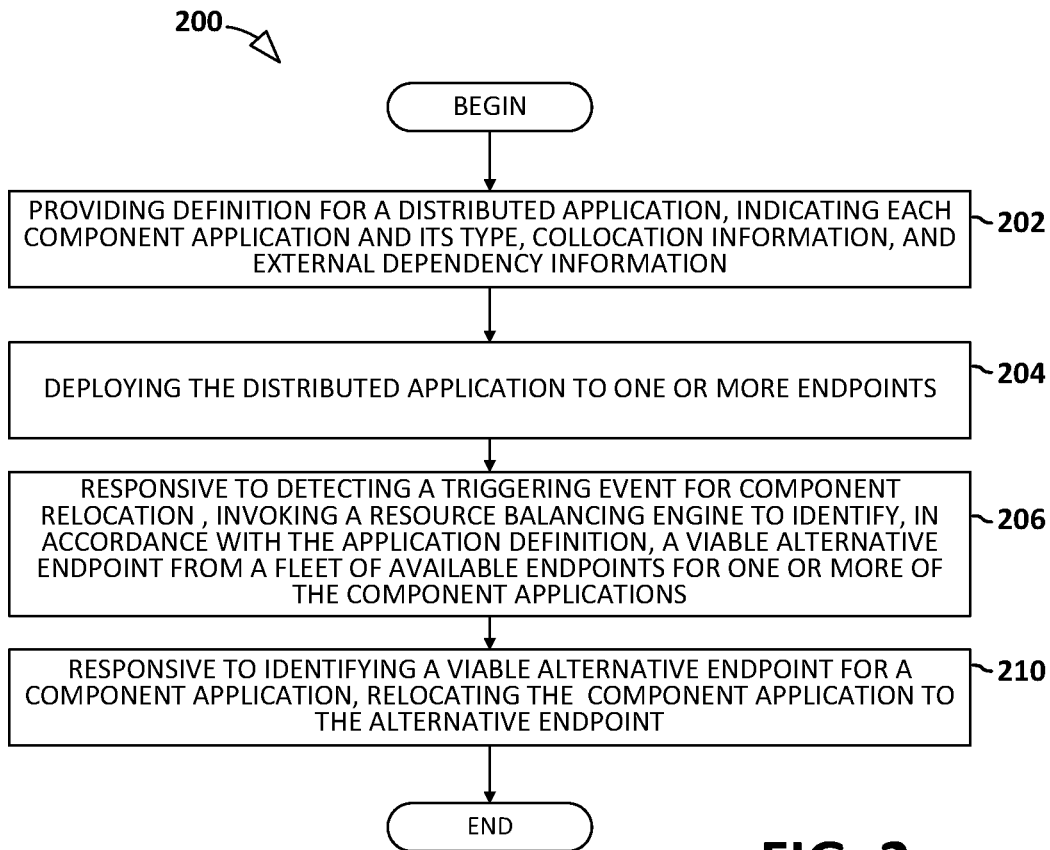 200
BEGIN
PROVIDING DEFINITION FOR A DISTRIBUTED APPLICATION, INDICATING EACH
COMPONENT APPLICATION AND ITS TYPE, COLLOCATION INFORMATION, AND
EXTERNAL DEPENDENCY INFORMATION
202
DEPLOYING THE DISTRIBUTED APPLICATION TO ONE OR MORE ENDPOINTS
204
RESPONSIVE TO DETECTING A TRIGGERING EVENT FOR COMPONENT
RELOCATION , INVOKING A RESOURCE BALANCING ENGINE TO IDENTIFY, IN
ACCORDANCE WITH THE APPLICATION DEFINITION, A VIABLE ALTERNATIVE
ENDPOINT FROM A FLEET OF AVAILABLE ENDPOINTS FOR ONE OR MORE OF
THE COMPONENT APPLICATIONS
206
RESPONSIVE TO IDENTIFYING A VIABLE ALTERNATIVE ENDPOINT FOR A
COMPONENT APPLICATION, RELOCATING THE COMPONENT APPLICATION TO
THE ALTERNATIVE ENDPOINT
210
END